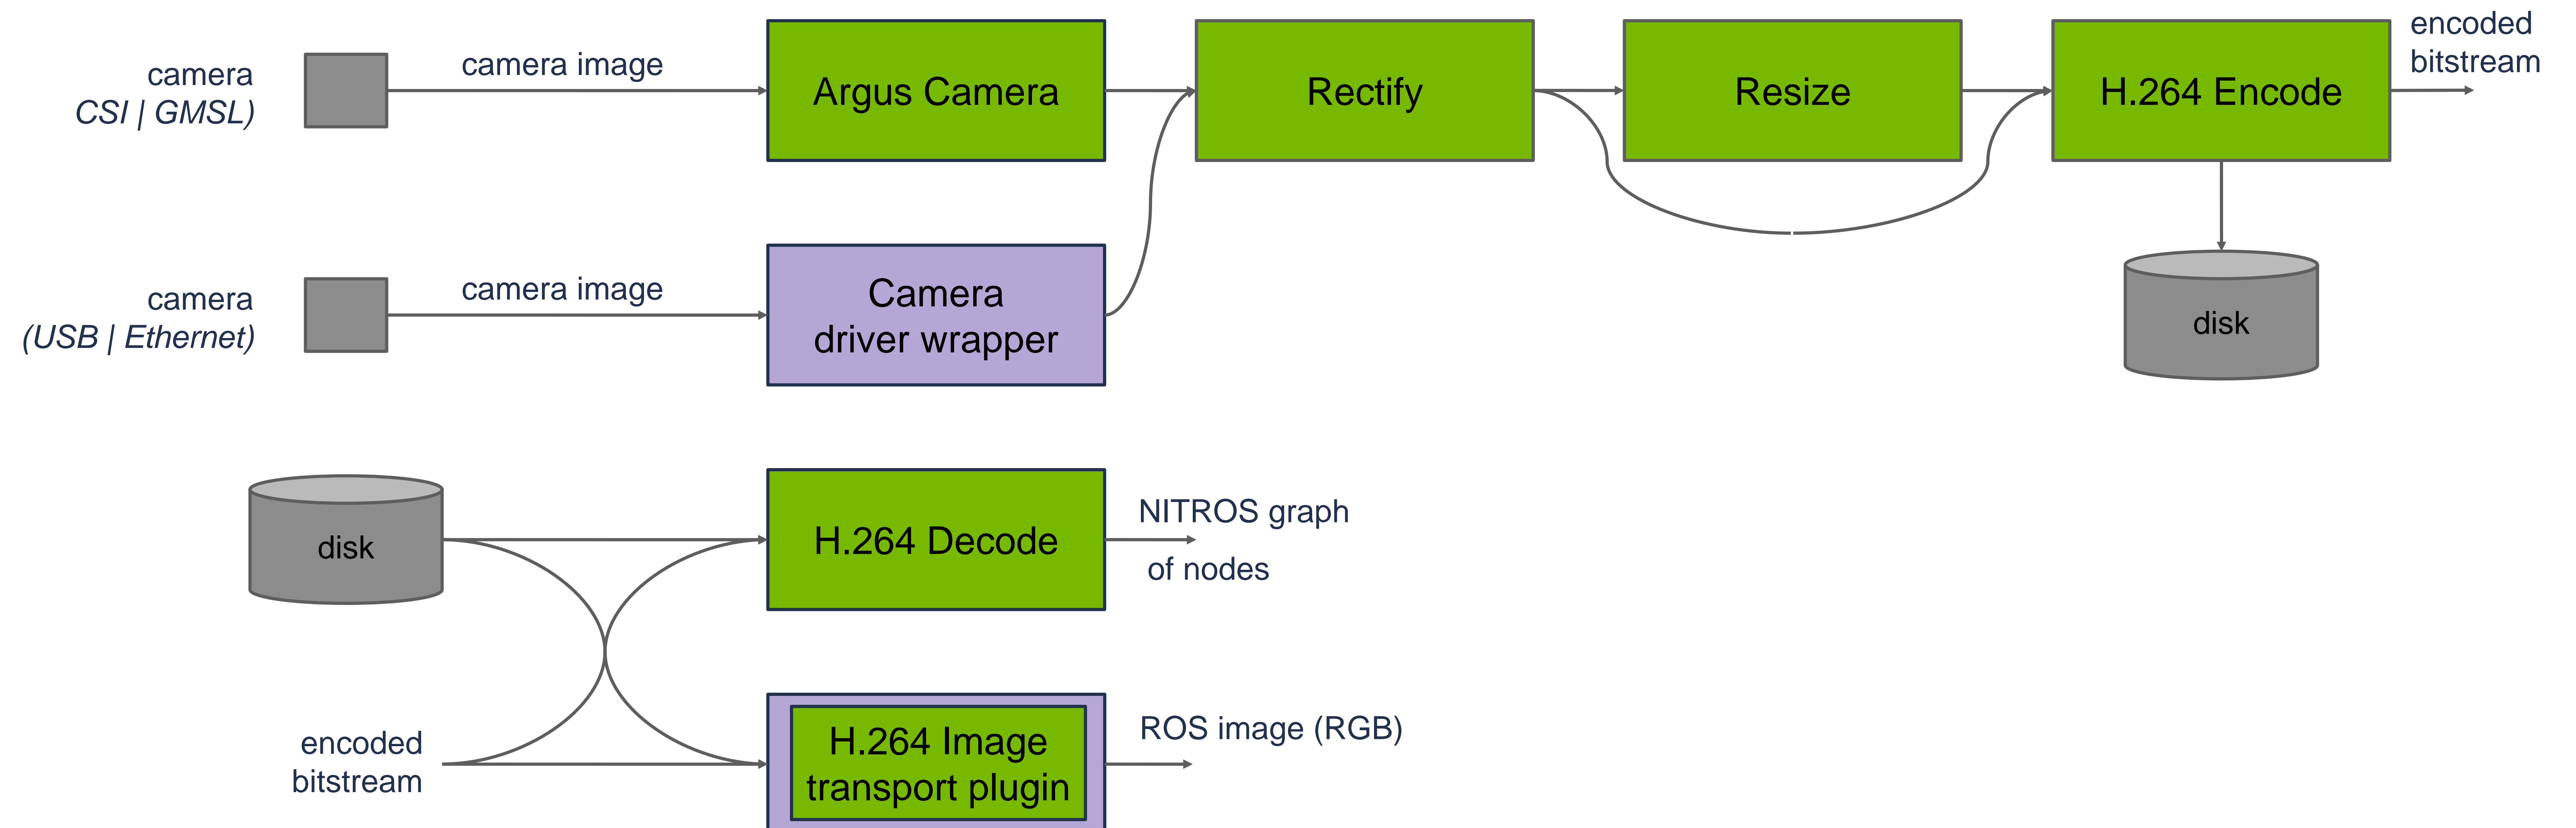 camera
CSI | GMSL)
camera image
Argus Camera
Rectify
Resize
H.264 Encode
encoded
bitstream
camera
(USB | Ethernet)
camera image
Camera
driver wrapper
disk
disk
H.264 Decode
NITROS graph
of nodes
encoded
bitstream
H.264 Image
transport plugin
ROS image (RGB)